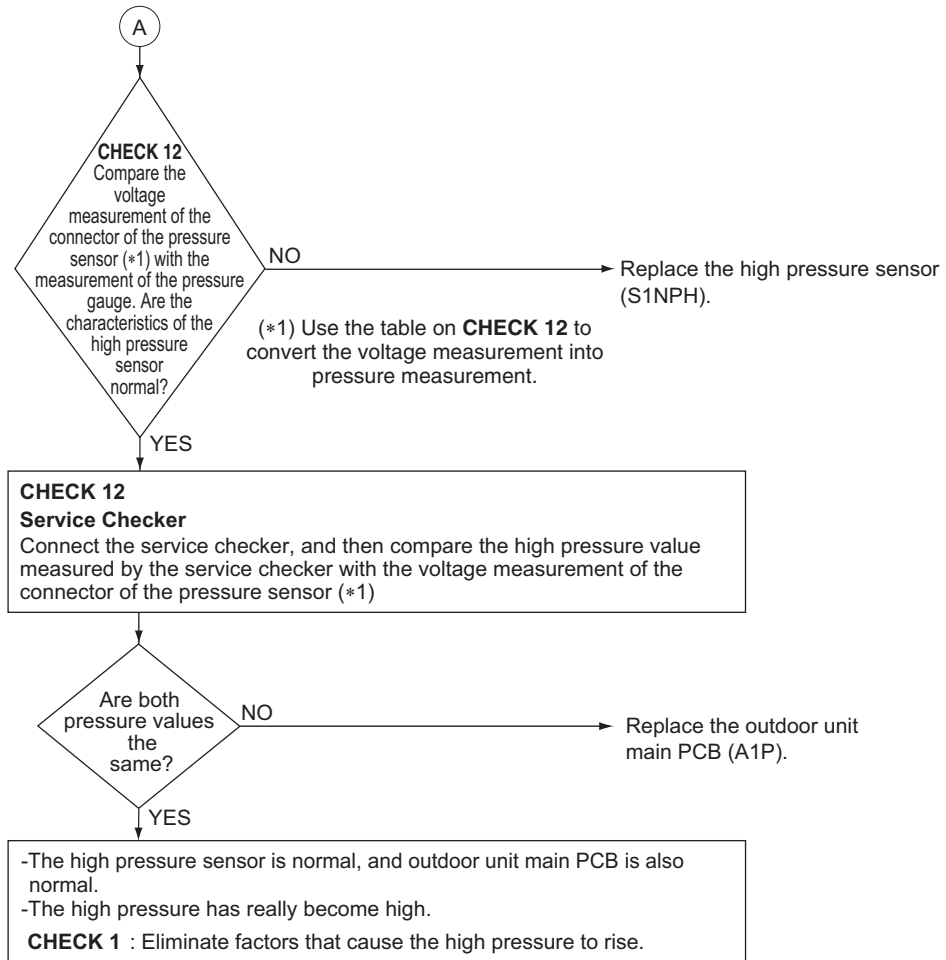 A
CHECK 12
Compare the
voltage
measurement of the
connector of the pressure
sensor (*1) with the
measurement of the pressure
gauge. Are the
characteristics of the
high pressure
sensor
normal?
NO
Replace the high pressure sensor
(S1NPH).
(*1) Use the table on CHECK 12 to
convert the voltage measurement into
pressure measurement.
YES
CHECK 12
Service Checker
Connect the service checker, and then compare the high pressure value
measured by the service checker with the voltage measurement of the
connector of the pressure sensor (*1)
Are both
pressure values
the
same?
NO
Replace the outdoor unit
main PCB (A1P).
YES
-The high pressure sensor is normal, and outdoor unit main PCB is also
normal.
-The high pressure has really become high.
CHECK 1 : Eliminate factors that cause the high pressure to rise.